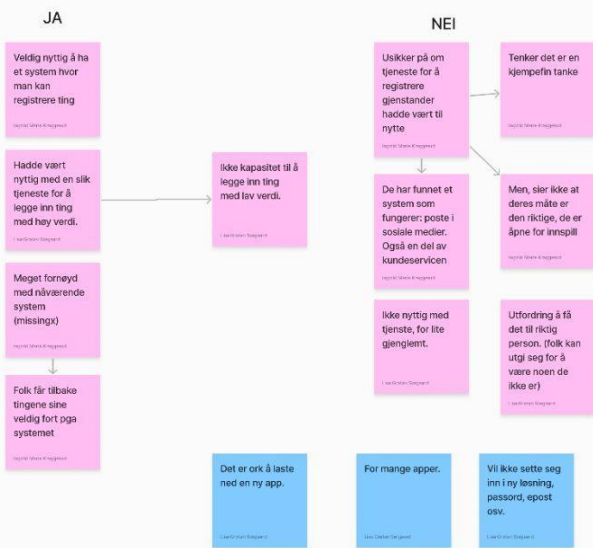 JA
Veldig nyttig å ha
et system hvor
man kan
registrere ting
Hadde vært
nyttig med en slik
tjeneste for å
legge inn ting
med høy verdi.
Meget fornøyd
med nåværende
system
(missingx)
Folk får tilbake
tingene sine
veldig fort pga
systemet
Ikke kapasitet til å
legge inn ting
med lav verdi.
NEI
Usikker på om
tjeneste for å
registrere
gjenstander
hadde vært til
nytte
Tenker det er en
kjempefin tanke
De har funnet et
system som
fungerer; poste i
sosiale medier.
Også en del av
kundeservicen
Men, sier ikke at
deres måte er
den riktige, de er
åpne for innspill
Ikke nyttig med
tjenste, for lite
gjenglemt.
Utfordring å få
det til riktig
person. (folk kan
utgi seg for å
være noen de
ikke er)
Det er ork å laste
ned en ny app.
For mange apper.
Vil ikke sette seg
inn i ny løsning,
passord, epost
osv.